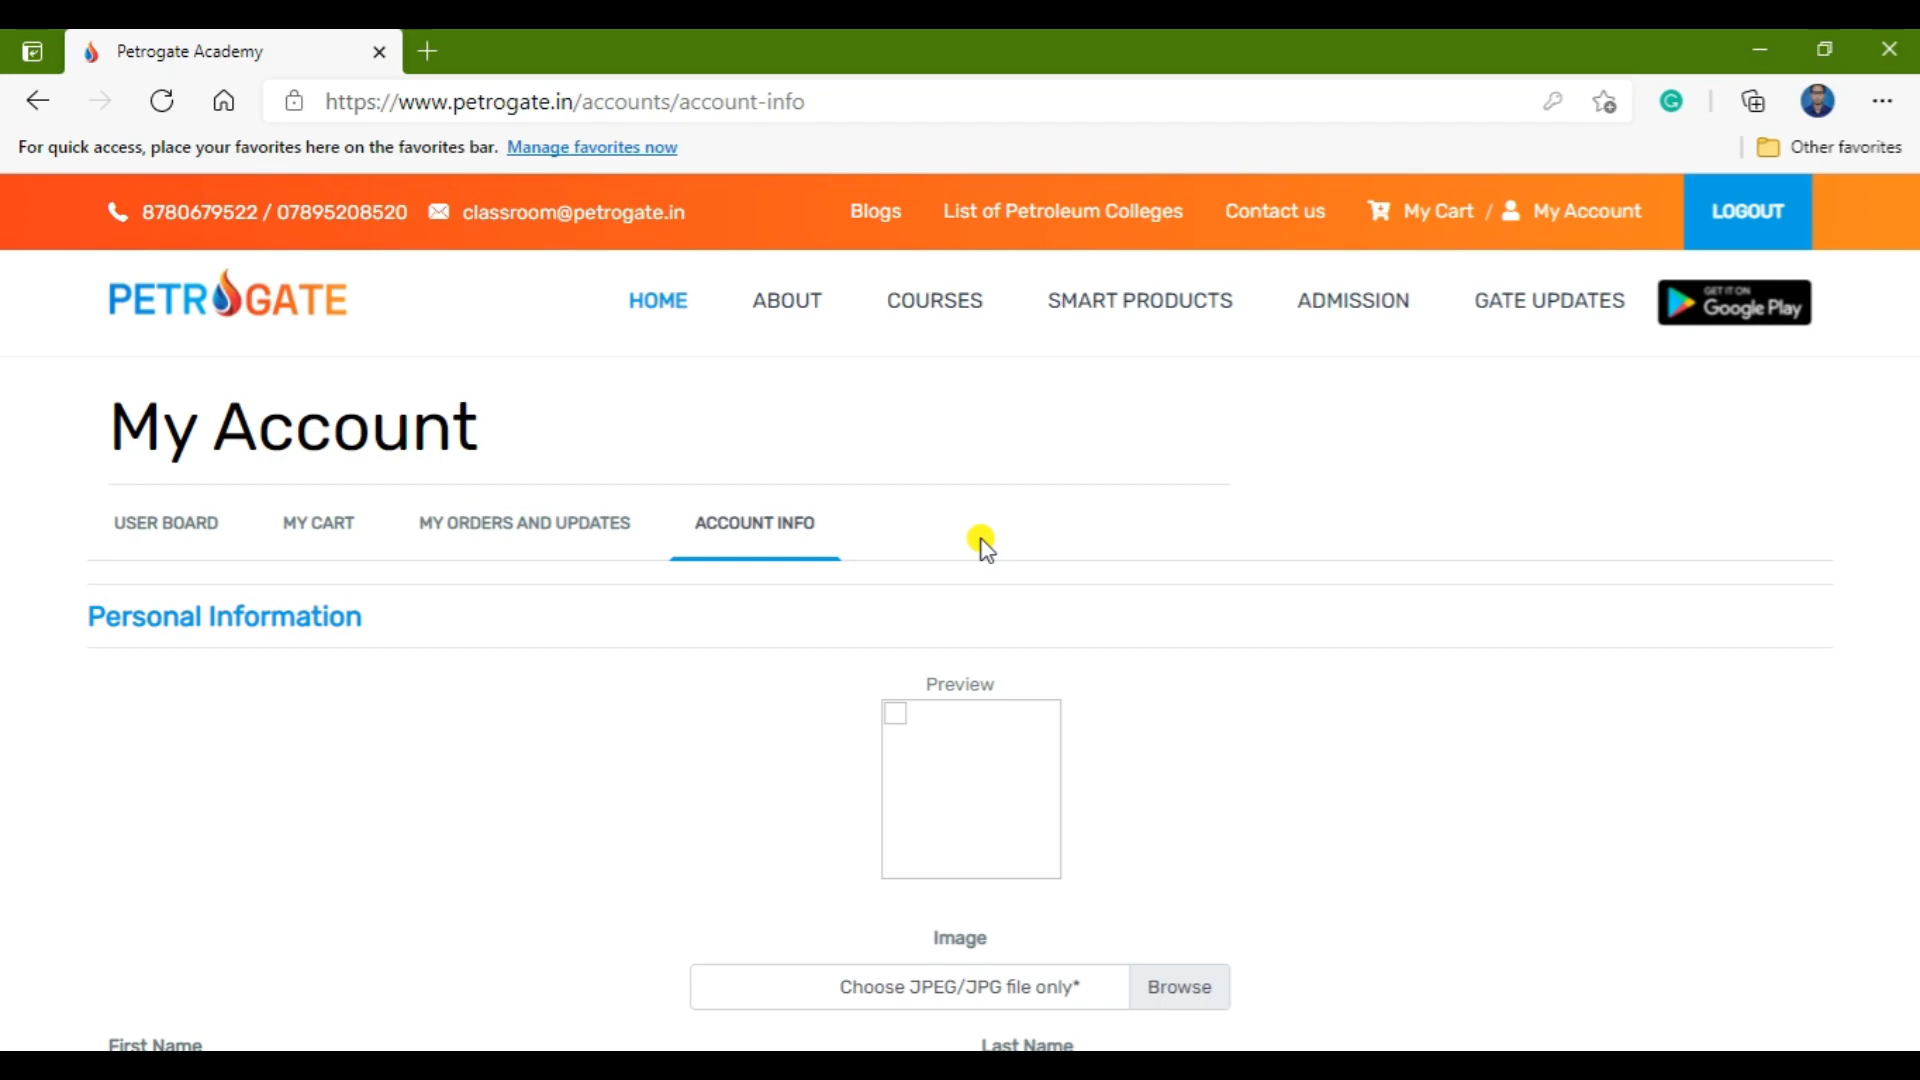 Petrogate Academy
https://www.petrogate.in/accounts/account-info
For quick access, place your favorites here on the favorites bar. Manage favorites now
Other favorites
8780679522 / 07895208520 classroom@petrogate.in Blogs List of Petroleum Colleges Contact us My Cart / My Account LOGOUT
PETROGATE HOME ABOUT COURSES SMART PRODUCTS ADMISSION GATE UPDATES GET IT ON Google Play
My Account
USER BOARD MY CART MY ORDERS AND UPDATES ACCOUNT INFO
Personal Information
Preview
Image
Choose JPEG/JPG file only* Browse
First Name Last Name